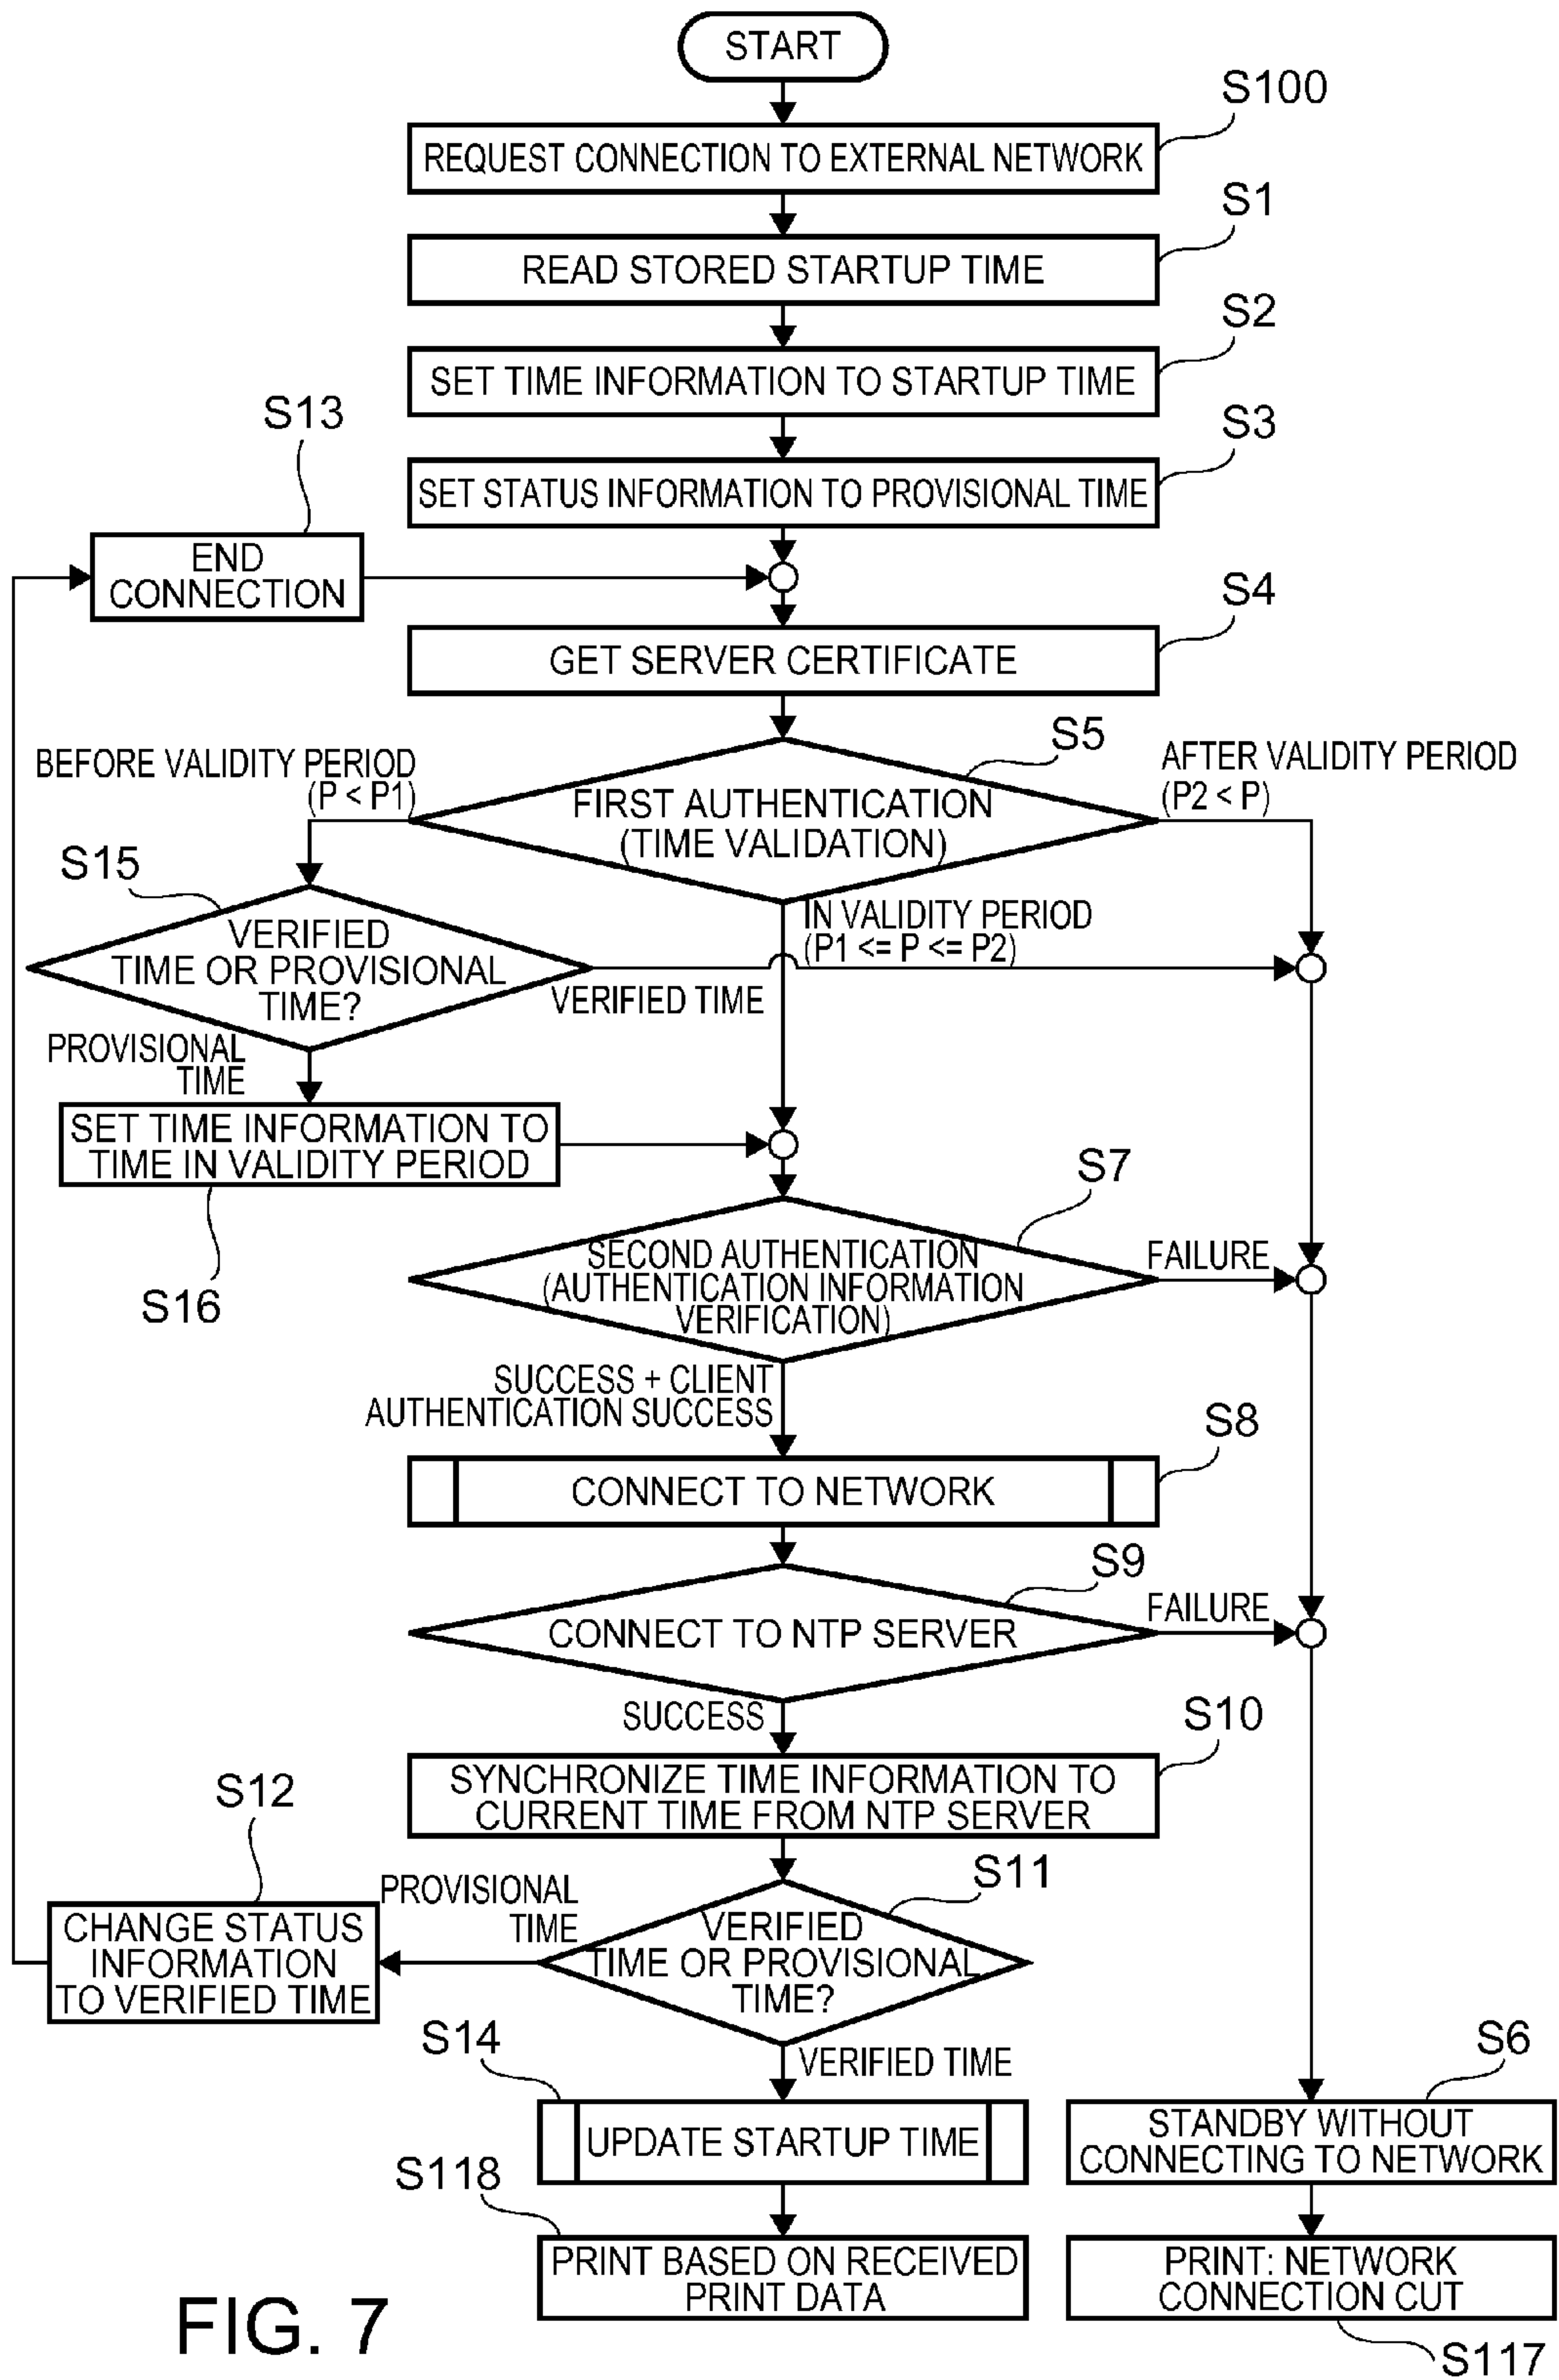 START
S100
REQUEST CONNECTION TO EXTERNAL NETWORK
S1
READ STORED STARTUP TIME
S2
SET TIME INFORMATION TO STARTUP TIME
S3
SET STATUS INFORMATION TO PROVISIONAL TIME
S13
END
CONNECTION
S4
GET SERVER CERTIFICATE
S5
FIRST AUTHENTICATION
(TIME VALIDATION)
BEFORE VALIDITY PERIOD
(P < P1)
AFTER VALIDITY PERIOD
(P2 < P)
IN VALIDITY PERIOD
(P1 <= P <= P2)
S15
VERIFIED
TIME OR PROVISIONAL
TIME?
VERIFIED TIME
PROVISIONAL
TIME
SET TIME INFORMATION TO
TIME IN VALIDITY PERIOD
S16
S7
SECOND AUTHENTICATION
(AUTHENTICATION INFORMATION
VERIFICATION)
FAILURE
SUCCESS + CLIENT
AUTHENTICATION SUCCESS
S8
CONNECT TO NETWORK
S9
CONNECT TO NTP SERVER
FAILURE
SUCCESS
S10
SYNCHRONIZE TIME INFORMATION TO
CURRENT TIME FROM NTP SERVER
S11
VERIFIED
TIME OR PROVISIONAL
TIME?
PROVISIONAL
TIME
S12
CHANGE STATUS
INFORMATION
TO VERIFIED TIME
VERIFIED TIME
S14
UPDATE STARTUP TIME
S6
STANDBY WITHOUT
CONNECTING TO NETWORK
S118
PRINT BASED ON RECEIVED
PRINT DATA
PRINT: NETWORK
CONNECTION CUT
S117
FIG. 7